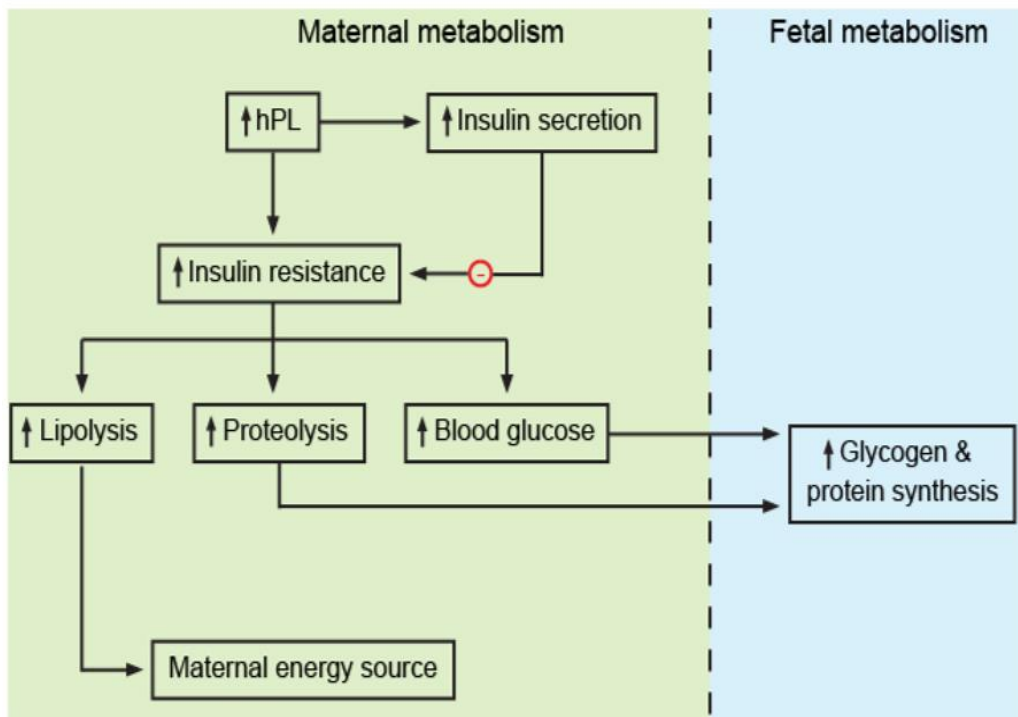 Maternal metabolism
Fetal metabolism
↑hPL
↑Insulin secretion
↑Insulin resistance
-
↑Lipolysis
↑Proteolysis
↑Blood glucose
↑Glycogen &
protein synthesis
Maternal energy source